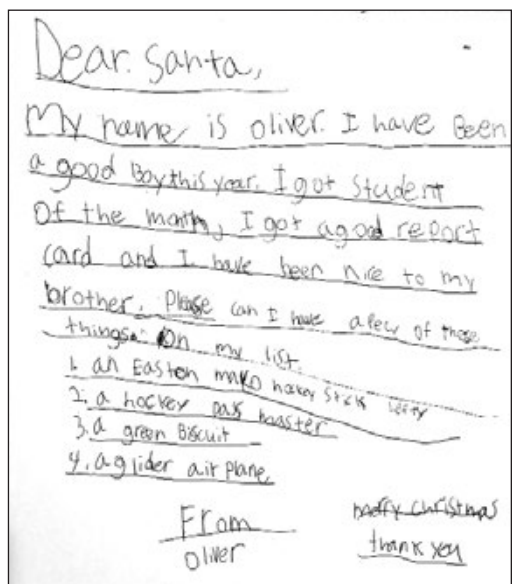 Dear. Santa,
My name is oliver. I have Been
a good Boy this year. I got Student
Of the month, I got a good report
card and I have been nice to my
brother. Please can I have a few of these
things. On my list.
1. an Easton mako hockey stick lefty
2. a hockey pass master
3. a green Biscuit
4. a glider air plane
From
Oliver
merry christmas
thank you